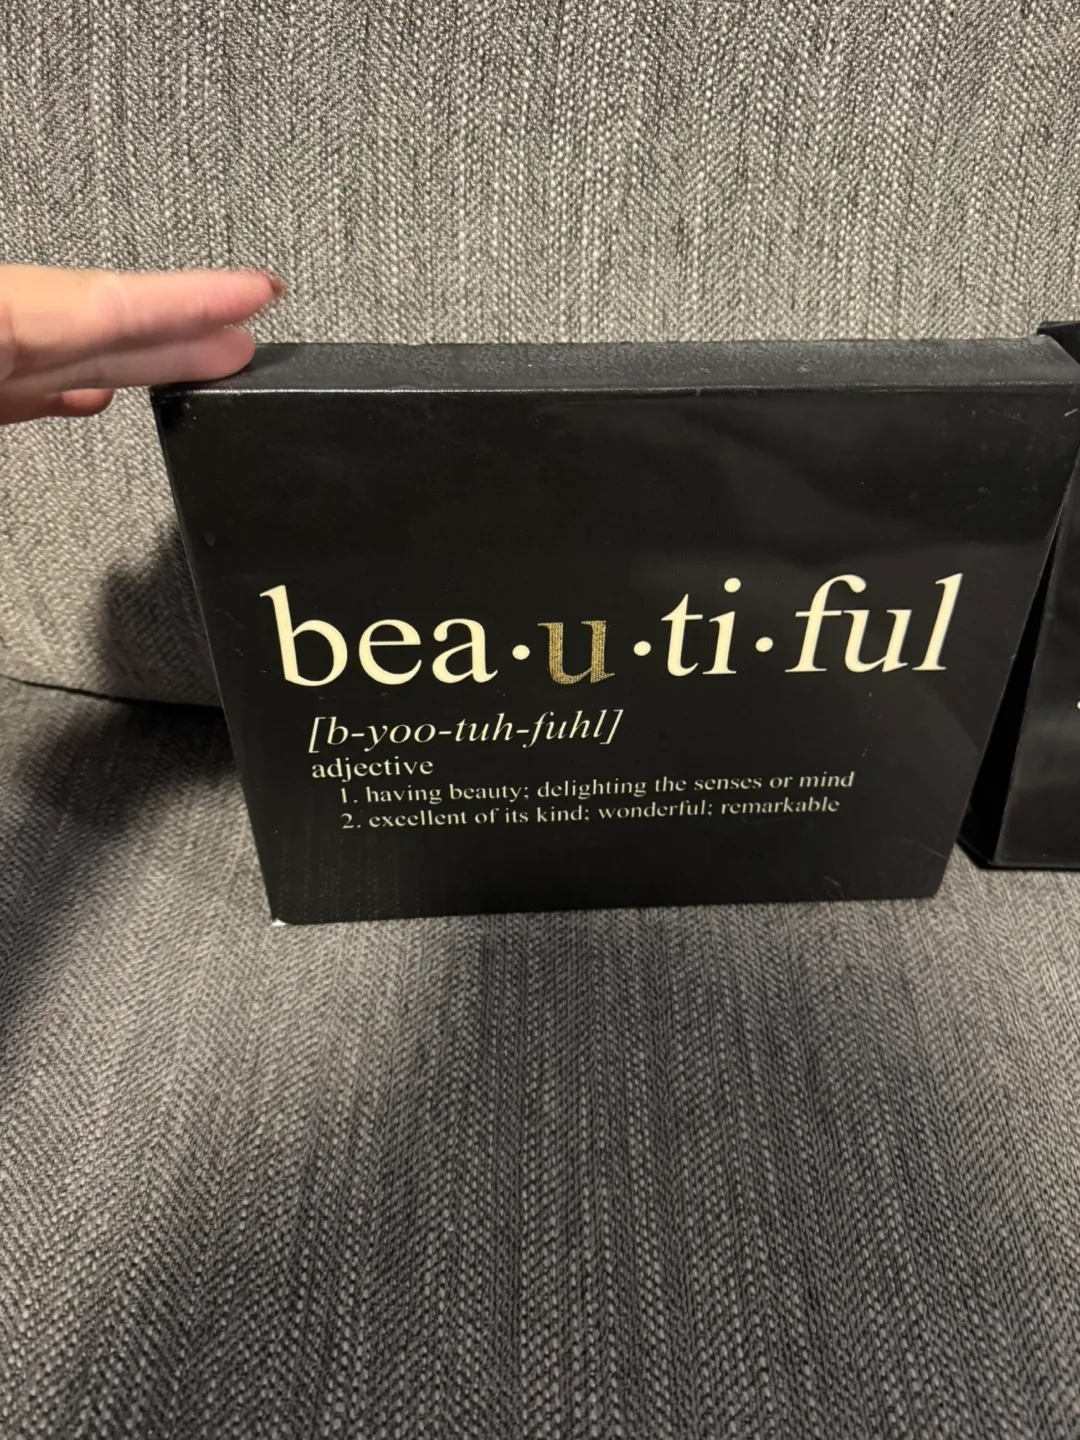 bea·u·ti·ful
[b-yoo-tuh-fuhl]
adjective
1. having beauty; delighting the senses or mind
2. excellent of its kind; wonderful; remarkable